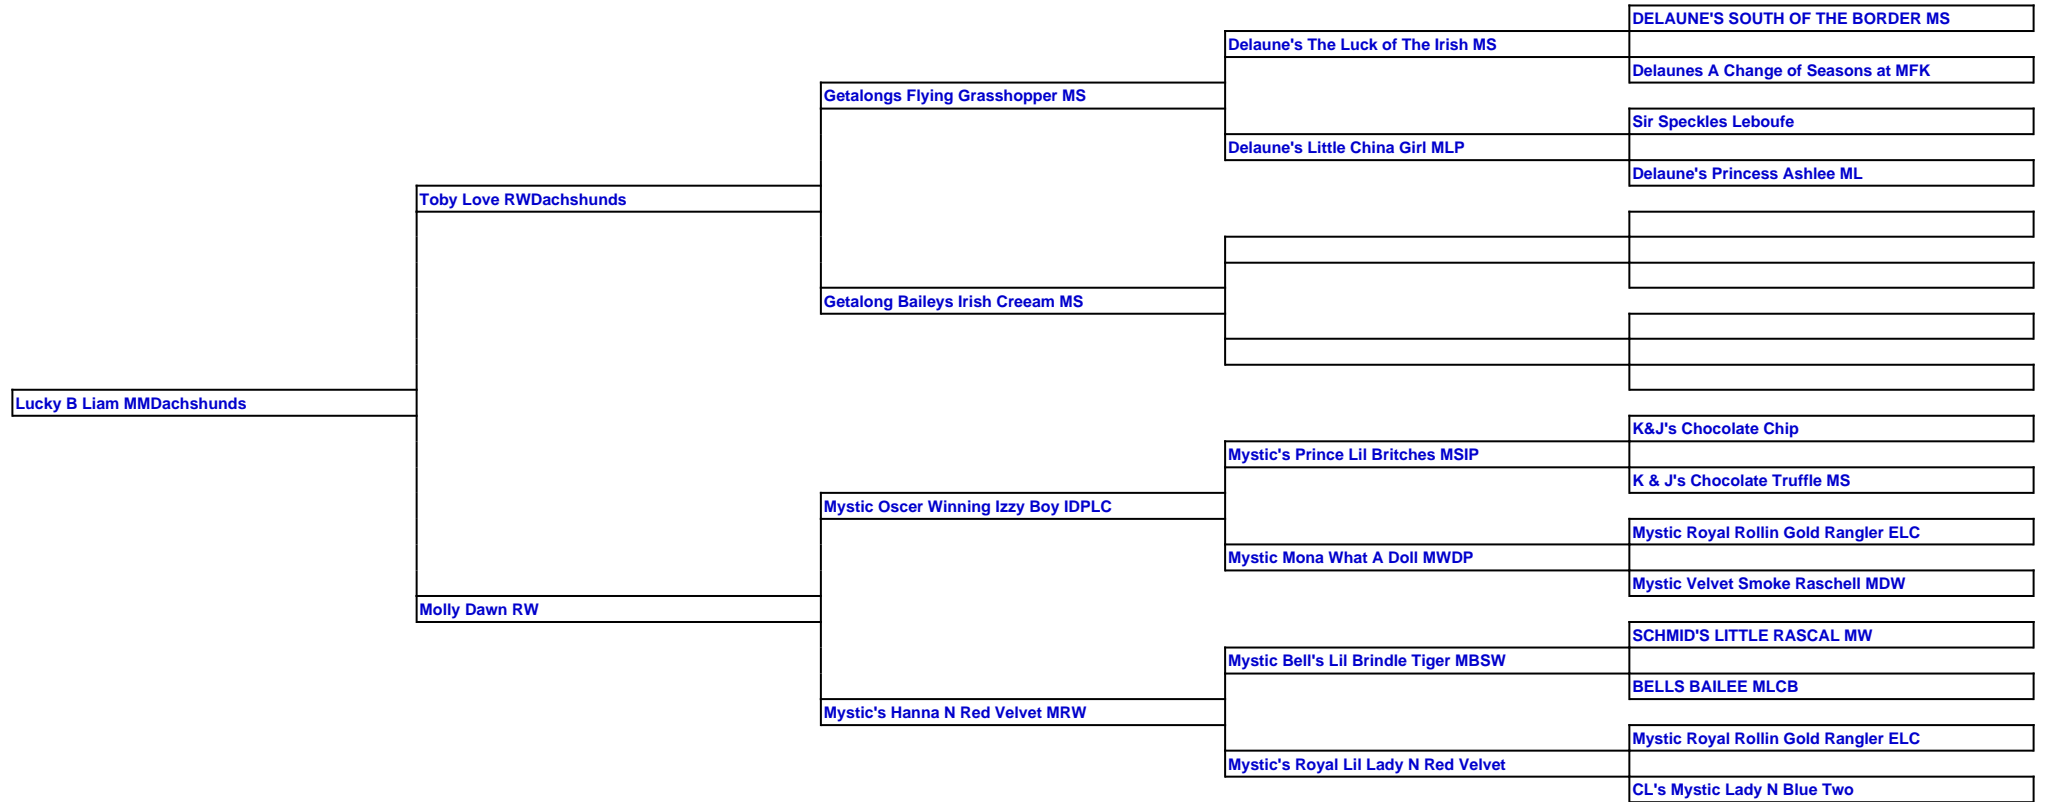 DELAUNE'S SOUTH OF THE BORDER MS
Delaune's The Luck of The Irish MS
Delaunes A Change of Seasons at MFK
Getalongs Flying Grasshopper MS
Sir Speckles Leboufe
Delaune's Little China Girl MLP
Delaune's Princess Ashlee ML
Toby Love RWDachshunds
Getalong Baileys Irish Creeam MS
Lucky B Liam MMDachshunds
K&J's Chocolate Chip
Mystic's Prince Lil Britches MSIP
K & J's Chocolate Truffle MS
Mystic Oscer Winning Izzy Boy IDPLC
Mystic Royal Rollin Gold Rangler ELC
Mystic Mona What A Doll MWDP
Mystic Velvet Smoke Raschell MDW
Molly Dawn RW
SCHMID'S LITTLE RASCAL MW
Mystic Bell's Lil Brindle Tiger MBSW
BELLS BAILEE MLCB
Mystic's Hanna N Red Velvet MRW
Mystic Royal Rollin Gold Rangler ELC
Mystic's Royal Lil Lady N Red Velvet
CL's Mystic Lady N Blue Two